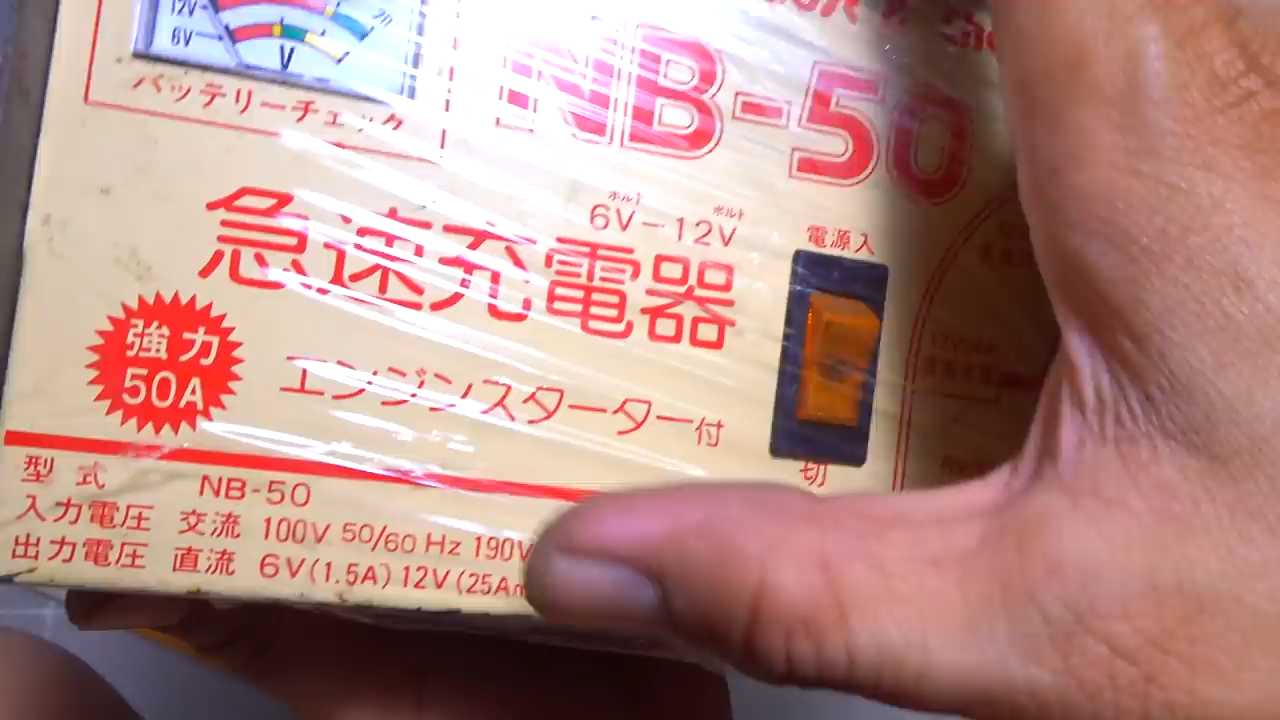 12V
6V
V
バッテリーチェック
NB-50
ボルト ボルト
6V-12V
急速充電器
電源入
強力
50A
エンジンスターター付
切
型式 NB-50
入力電圧 交流 100V 50/60Hz 190V
出力電圧 直流 6V(1.5A) 12V(25A